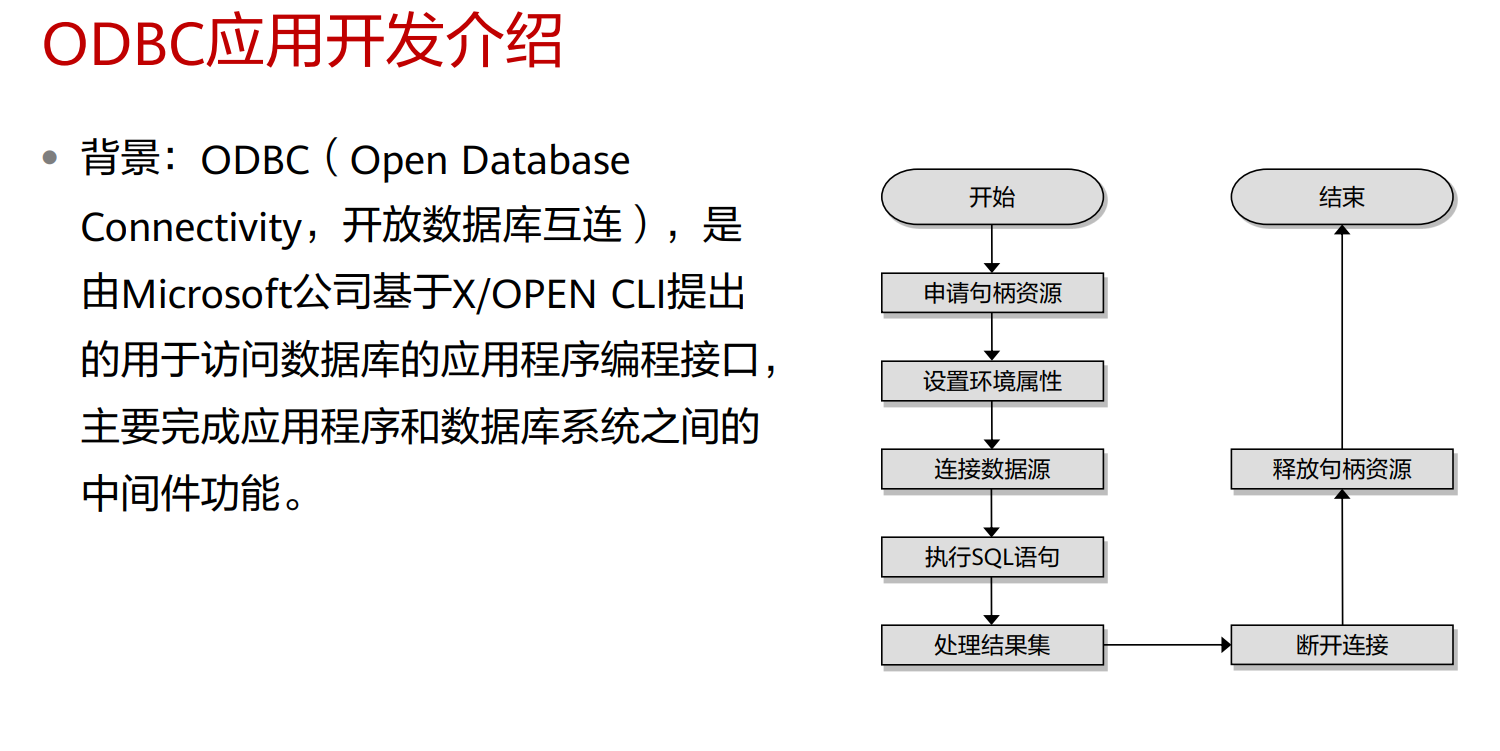 ODBC应用开发介绍
背景：ODBC（Open Database
Connectivity，开放数据库互连），是
由Microsoft公司基于X/OPEN CLI提出
的用于访问数据库的应用程序编程接口，
主要完成应用程序和数据库系统之间的
中间件功能。
开始
申请句柄资源
设置环境属性
连接数据源
执行SQL语句
处理结果集
断开连接
释放句柄资源
结束